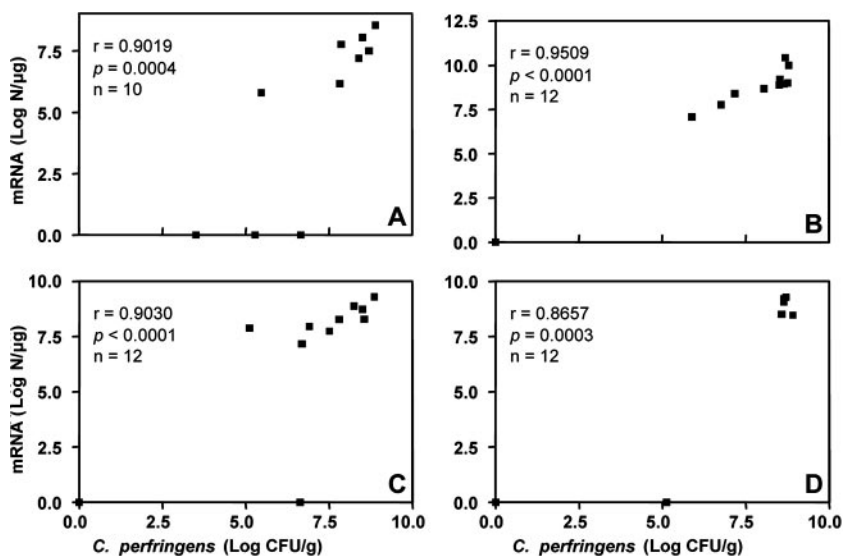 mRNA (Log N/µg)
7.5
5.0
2.5
0.0
r = 0.9019
p = 0.0004
n = 10
A
12.5
10.0
7.5
5.0
2.5
0.0
r = 0.9509
p < 0.0001
n = 12
B
mRNA (Log N/µg)
10.0
7.5
5.0
2.5
0.0
r = 0.9030
p < 0.0001
n = 12
C
0.0 2.5 5.0 7.5 10.0
C. perfringens (Log CFU/g)
10.0
7.5
5.0
2.5
0.0
r = 0.8657
p = 0.0003
n = 12
D
0.0 2.5 5.0 7.5 10.0
C. perfringens (Log CFU/g)